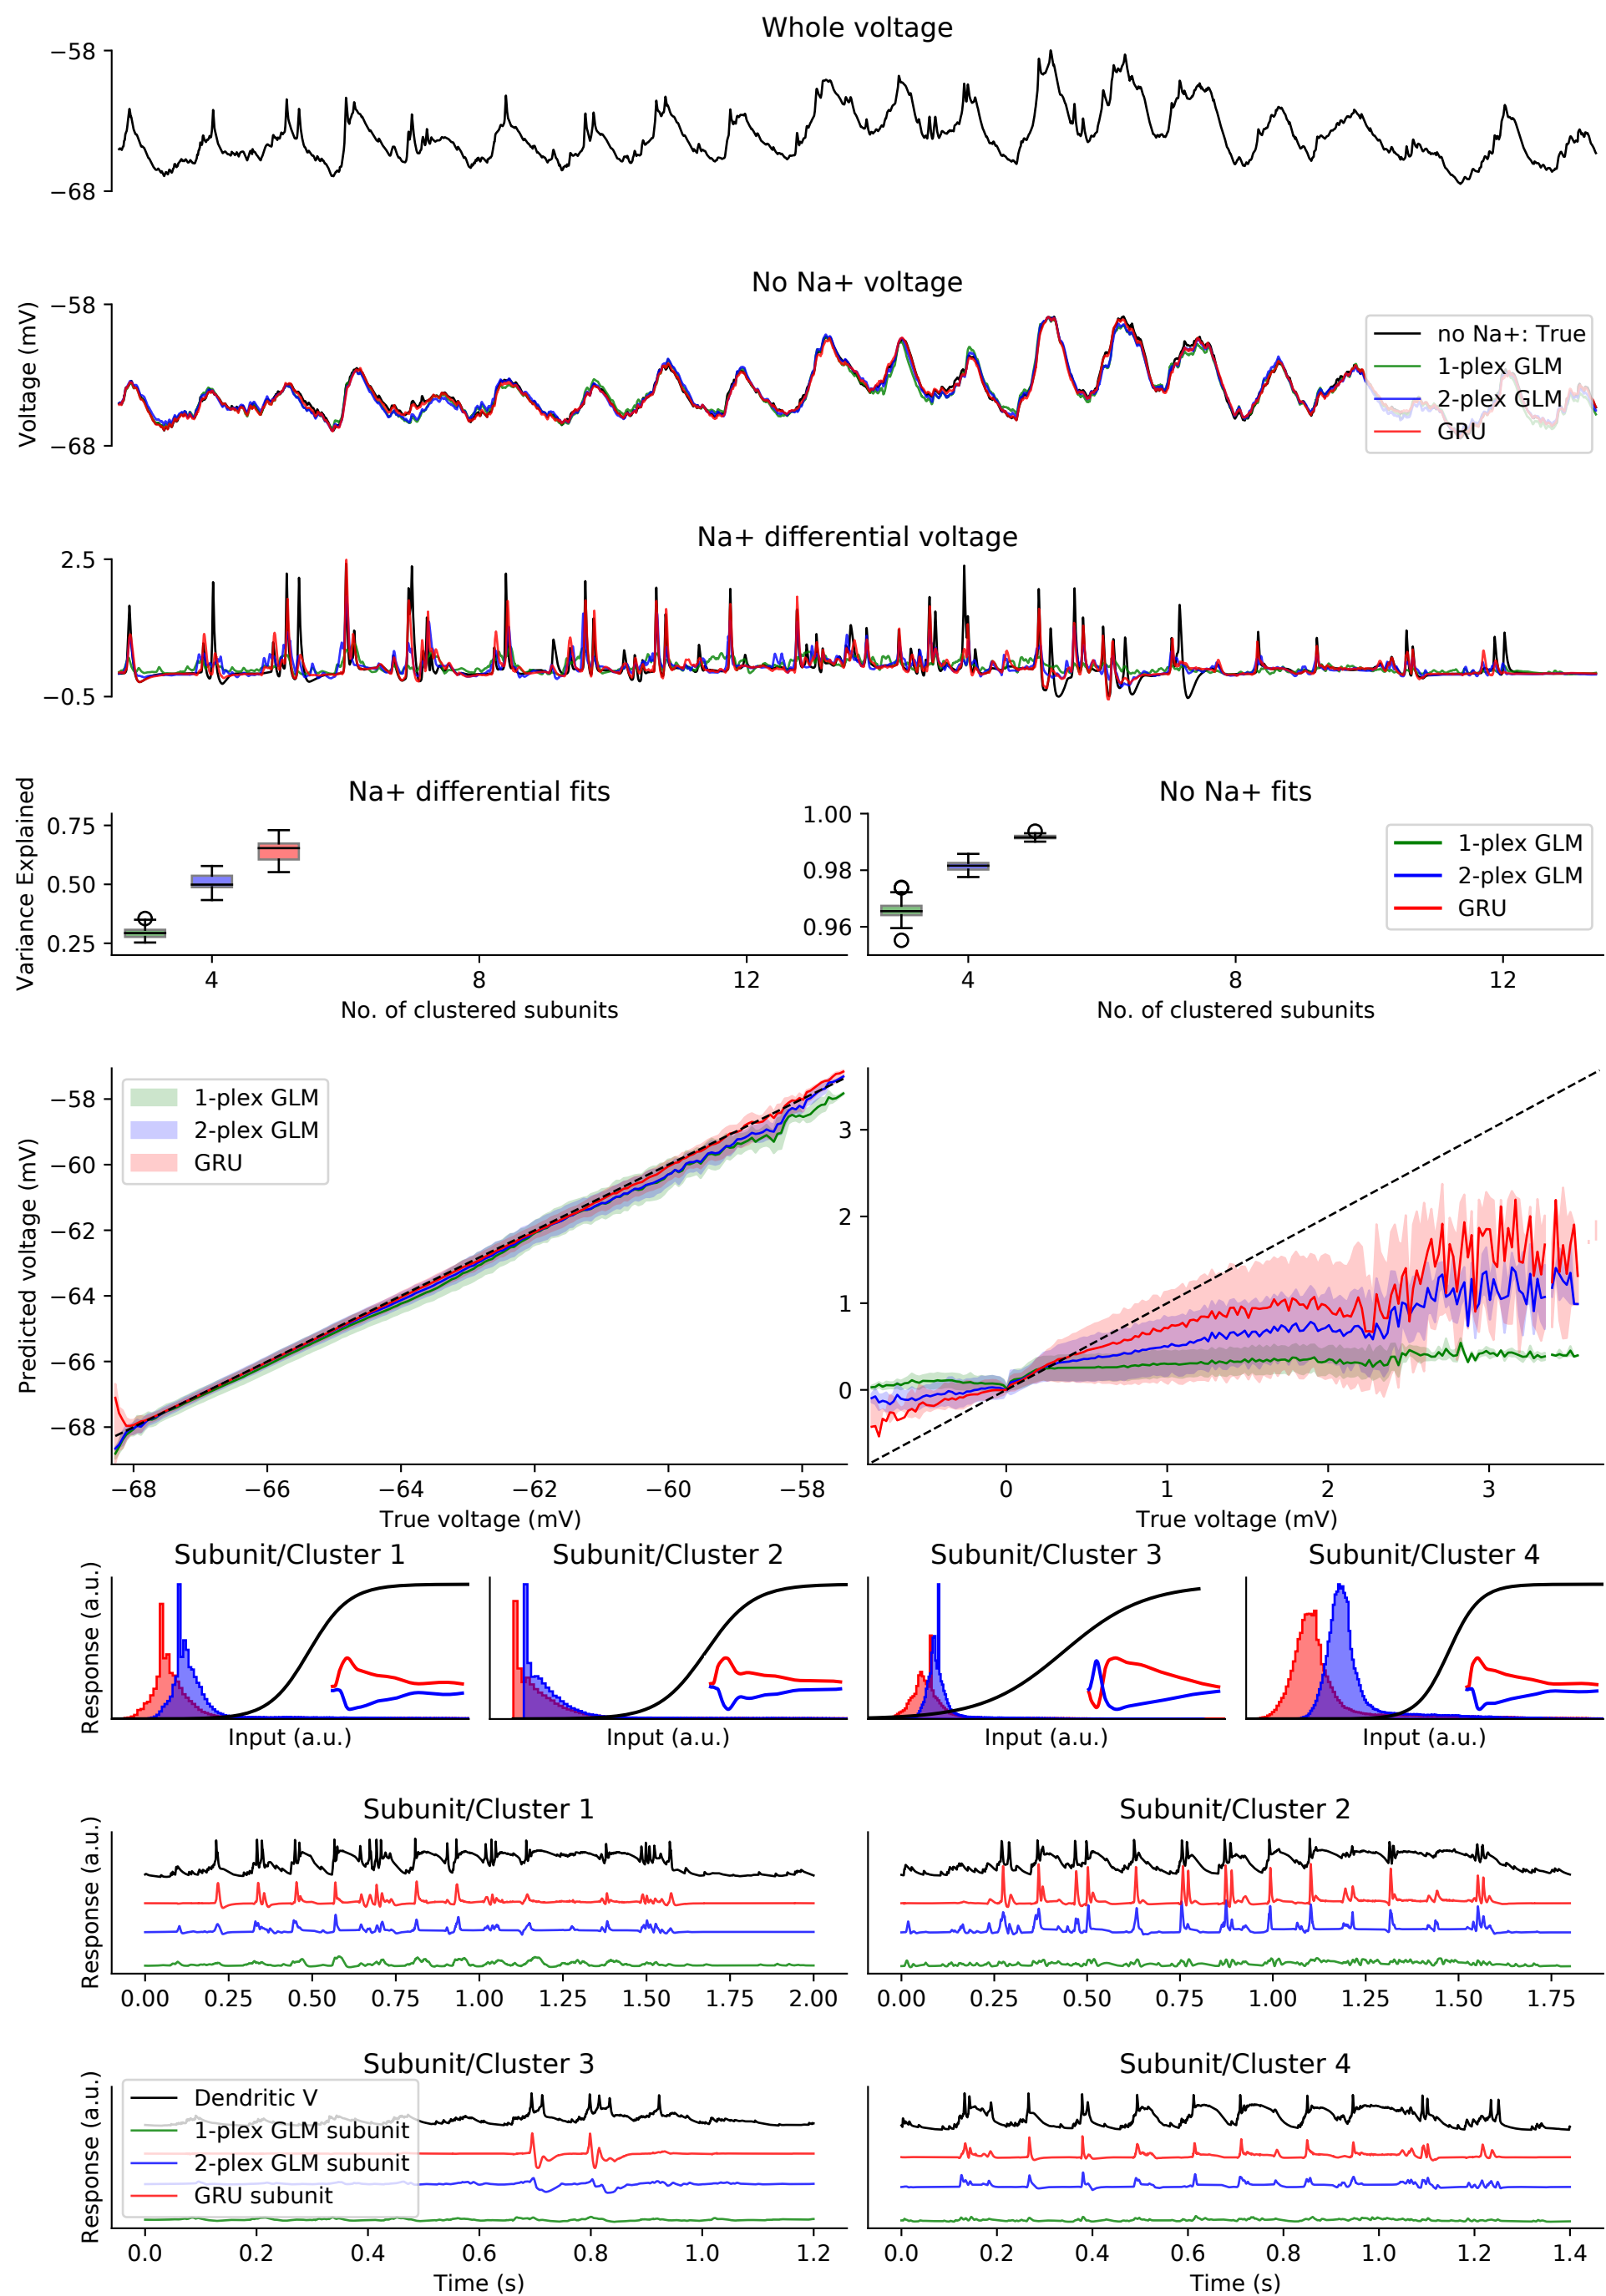 Whole voltage
−58
−68
No Na+ voltage
Voltage (mV)
−58
−68
no Na+: True
1-plex GLM
2-plex GLM
GRU
Na+ differential voltage
2.5
−0.5
Na+ differential fits
Variance Explained
0.75
0.50
0.25
4 8 12
No. of clustered subunits
No Na+ fits
1.00
0.98
0.96
1-plex GLM
2-plex GLM
GRU
4 8 12
No. of clustered subunits
Predicted voltage (mV)
−58
−60
−62
−64
−66
−68
1-plex GLM
2-plex GLM
GRU
−68 −66 −64 −62 −60 −58
True voltage (mV)
3
2
1
0
0 1 2 3
True voltage (mV)
Subunit/Cluster 1
Response (a.u.)
Input (a.u.)
Subunit/Cluster 2
Input (a.u.)
Subunit/Cluster 3
Input (a.u.)
Subunit/Cluster 4
Input (a.u.)
Subunit/Cluster 1
Response (a.u.)
0.00 0.25 0.50 0.75 1.00 1.25 1.50 1.75 2.00
Subunit/Cluster 2
0.00 0.25 0.50 0.75 1.00 1.25 1.50 1.75
Subunit/Cluster 3
Response (a.u.)
Dendritic V
1-plex GLM subunit
2-plex GLM subunit
GRU subunit
0.0 0.2 0.4 0.6 0.8 1.0 1.2
Time (s)
Subunit/Cluster 4
0.0 0.2 0.4 0.6 0.8 1.0 1.2 1.4
Time (s)